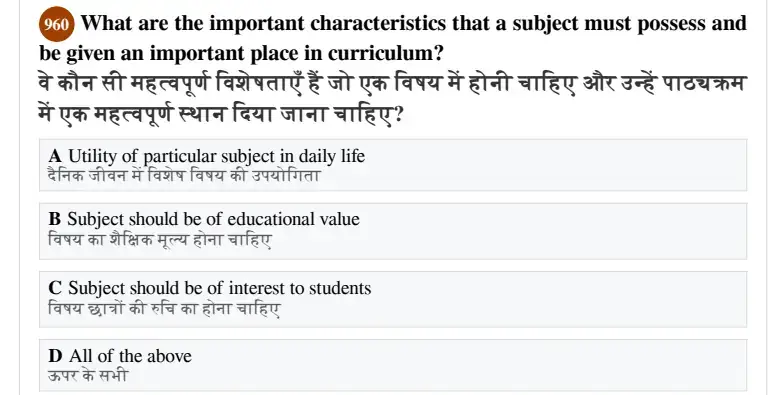 960 What are the important characteristics that a subject must possess and
be given an important place in curriculum?
वे कौन सी महत्वपूर्ण विशेषताएँ हैं जो एक विषय में होनी चाहिए और उन्हें पाठ्यक्रम
में एक महत्वपूर्ण स्थान दिया जाना चाहिए?
A Utility of particular subject in daily life
दैनिक जीवन में विशेष विषय की उपयोगिता
B Subject should be of educational value
विषय का शैक्षिक मूल्य होना चाहिए
C Subject should be of interest to students
विषय छात्रों की रुचि का होना चाहिए
D All of the above
ऊपर के सभी